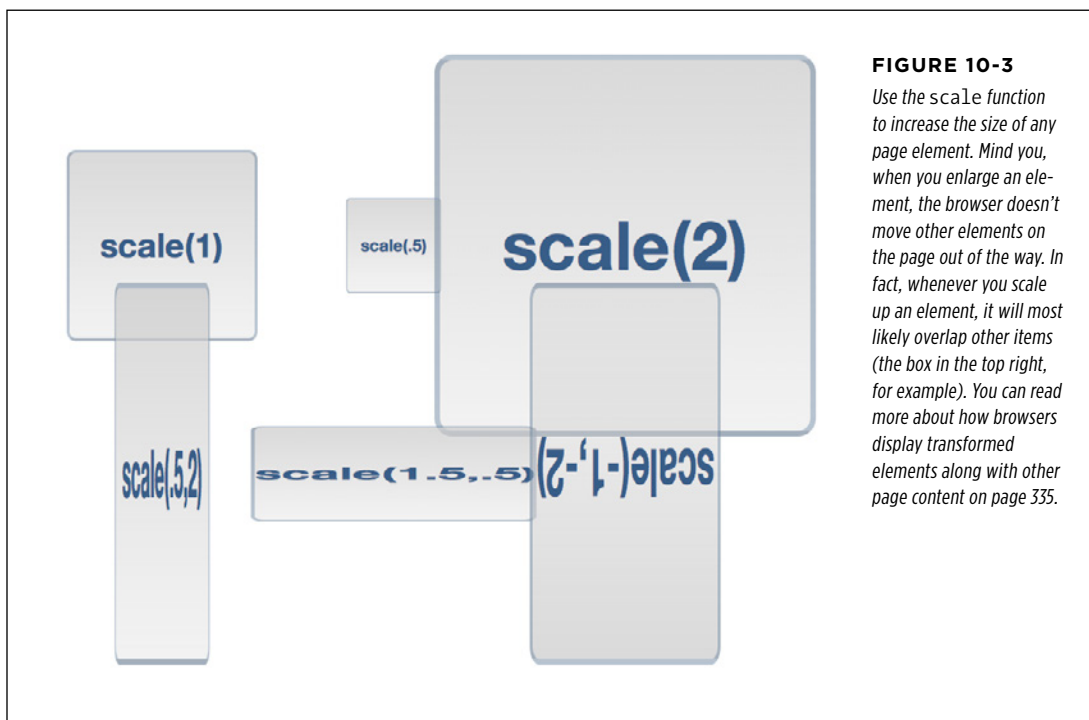 scale(1)
scale(.5)
scale(2)
scale(.5,2)
scale(1.5,.5)
scale(-1,-2)
FIGURE 10-3
Use the scale function
to increase the size of any
page element. Mind you,
when you enlarge an ele-
ment, the browser doesn't
move other elements on
the page out of the way. In
fact, whenever you scale
up an element, it will most
likely overlap other items
(the box in the top right,
for example). You can read
more about how browsers
display transformed
elements along with other
page content on page 335.